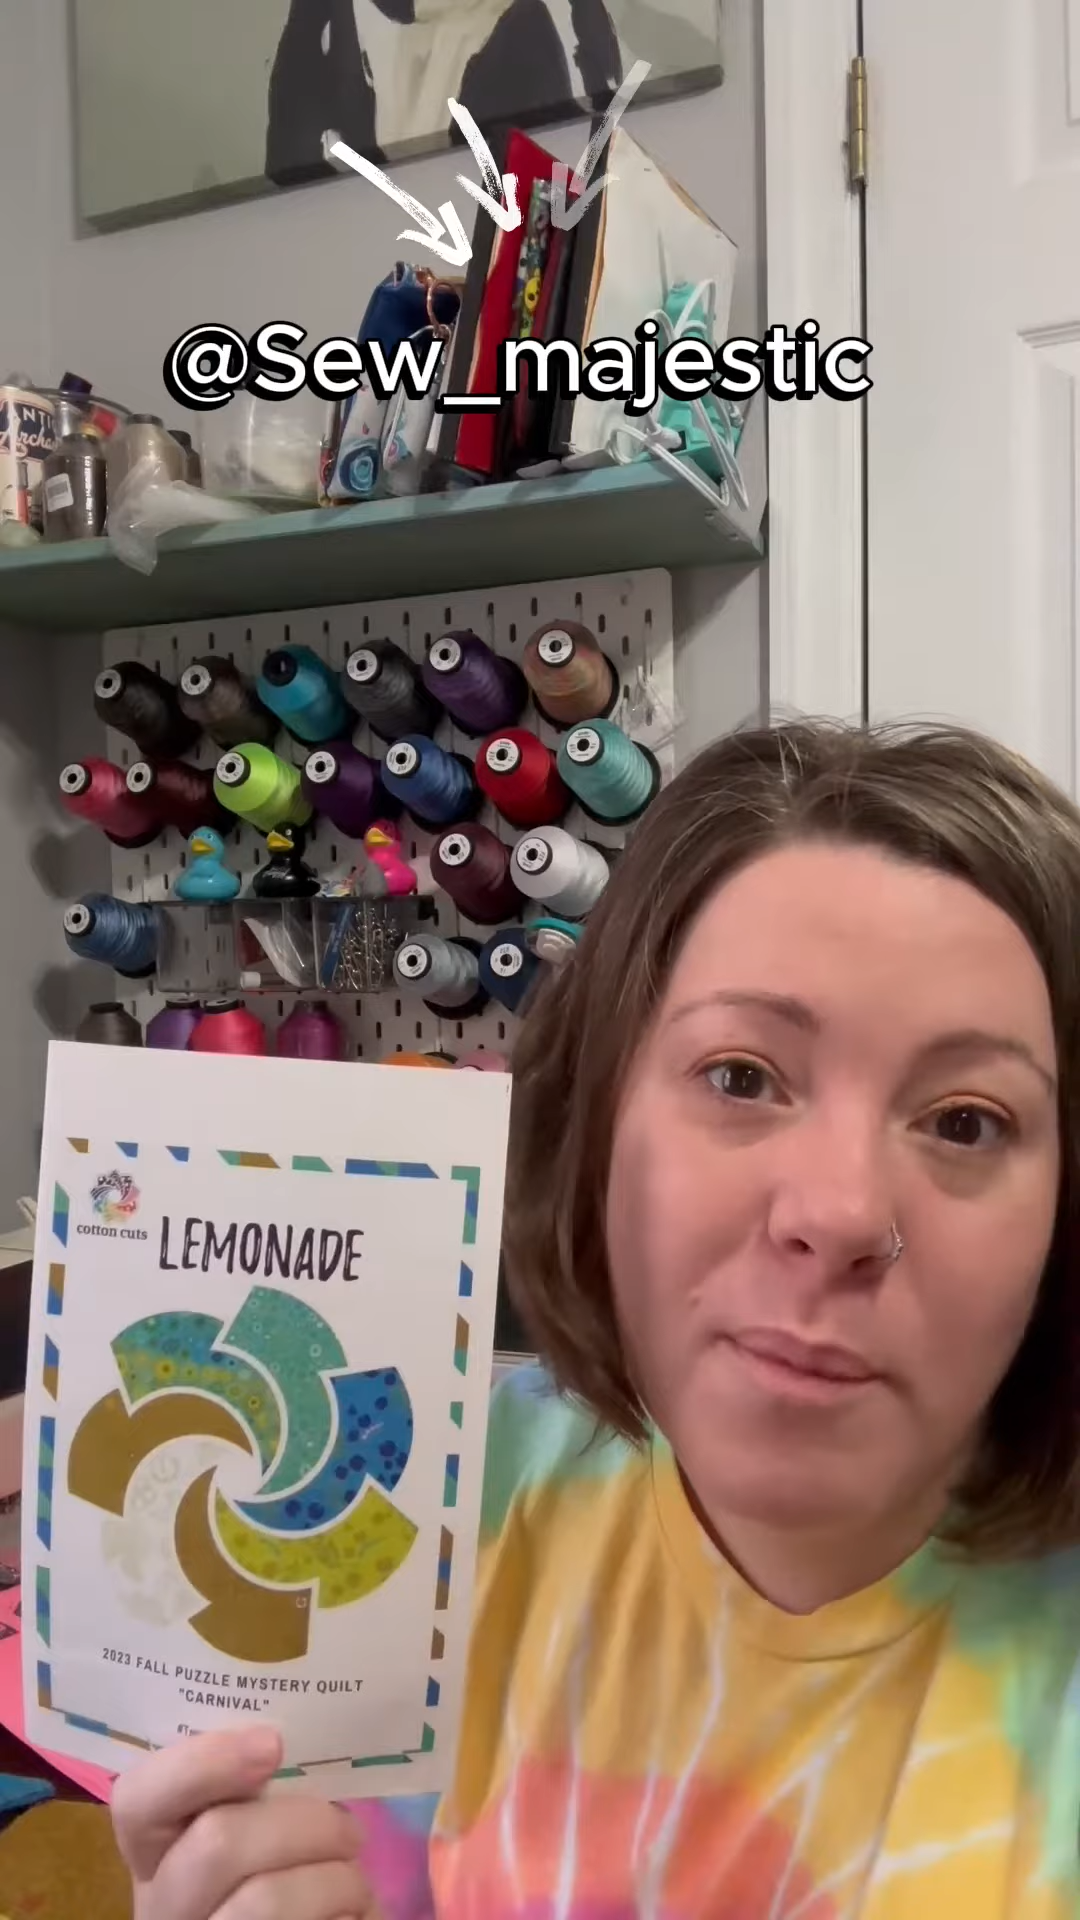 @Sew_majestic
cotton cuts
LEMONADE
2023 FALL PUZZLE MYSTERY QUILT
"CARNIVAL"